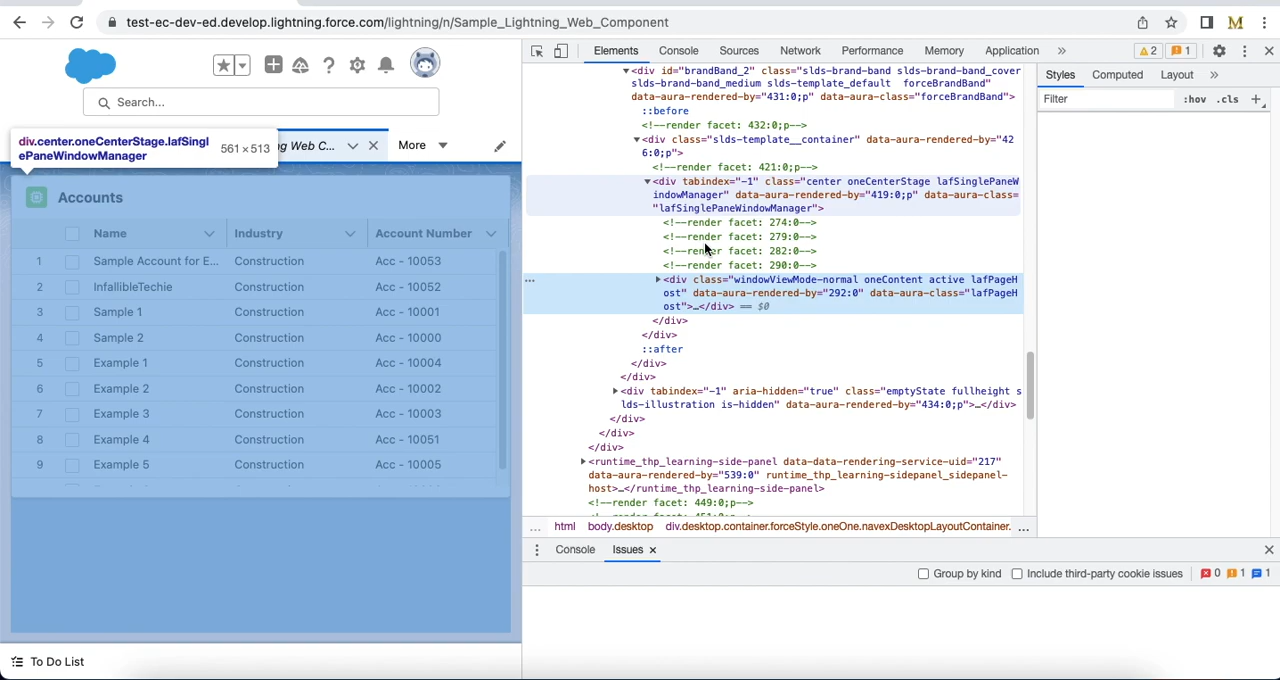 test-ec-dev-ed.develop.lightning.force.com/lightning/n/Sample_Lightning_Web_Component
Search...
div.center.oneCenterStage.lafSingl
ePaneWindowManager"
561 × 513
ng Web C...
More
Accounts
Name Industry Account Number
1 Sample Account for E... Construction Acc - 10053
2 InfallibleTechie Construction Acc - 10052
3 Sample 1 Construction Acc - 10001
4 Sample 2 Construction Acc - 10000
5 Example 1 Construction Acc - 10004
6 Example 2 Construction Acc - 10002
7 Example 3 Construction Acc - 10003
8 Example 4 Construction Acc - 10051
9 Example 5 Construction Acc - 10005
To Do List
Elements Console Sources Network Performance Memory Application » 2 1
<div id="brandBand_2" class="slds-brand-band slds-brand-band_cover
slds-brand-band_medium slds-template_default  forceBrandBand"
data-aura-rendered-by="431:0;p" data-aura-class="forceBrandBand">
::before
<!--render facet: 432:0;p-->
<div class="slds-template__container" data-aura-rendered-by="42
6:0;p">
<!--render facet: 421:0;p-->
<div tabindex="-1" class="center oneCenterStage lafSinglePaneW
indowManager" data-aura-rendered-by="419:0;p" data-aura-class=
"lafSinglePaneWindowManager">
<!--render facet: 274:0-->
<!--render facet: 279:0-->
<!--render facet: 282:0-->
<!--render facet: 290:0-->
... <div class="windowViewMode-normal oneContent active lafPageH
ost" data-aura-rendered-by="292:0" data-aura-class="lafPageH
ost">…</div> == $0
</div>
</div>
::after
</div>
</div>
<div tabindex="-1" aria-hidden="true" class="emptyState fullheight s
lds-illustration is-hidden" data-aura-rendered-by="434:0;p">…</div>
</div>
</div>
</div>
<runtime_thp_learning-side-panel data-data-rendering-service-uid="217"
data-aura-rendered-by="539:0" runtime_thp_learning-sidepanel_sidepanel-
host>…</runtime_thp_learning-side-panel>
<!--render facet: 449:0;p-->
... html body.desktop div.desktop.container.forceStyle.oneOne.navexDesktopLayoutContainer. ...
Styles Computed Layout »
Filter :hov .cls +
Console Issues ×
Group by kind Include third-party cookie issues 0 1 1